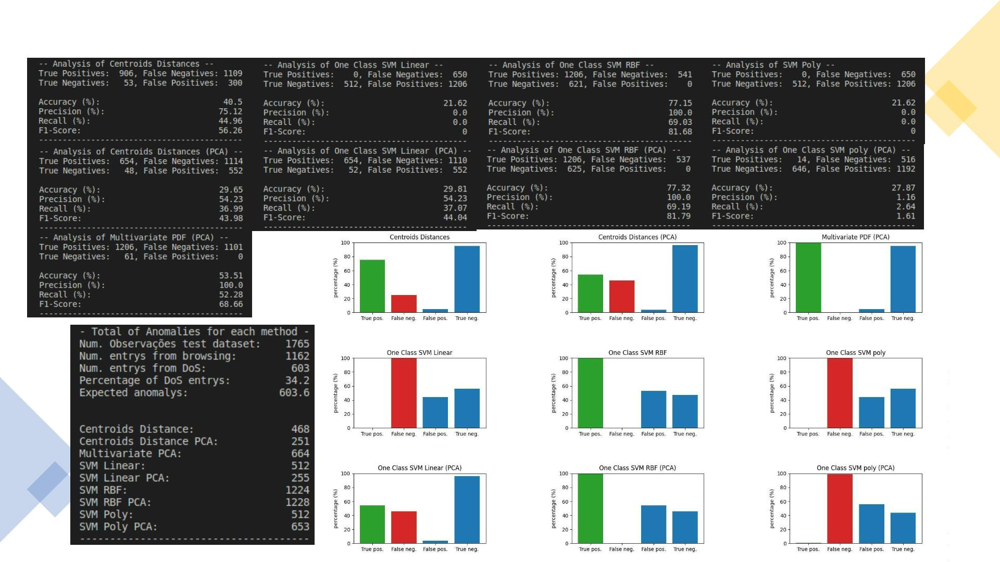 -- Analysis of Centroids Distances --
True Positives:  906, False Negatives: 1109
True Negatives:   53, False Positives:  300
Accuracy (%): 40.5
Precision (%): 75.12
Recall (%): 44.96
F1-Score: 56.26
-- Analysis of One Class SVM Linear --
True Positives:    0, False Negatives:  650
True Negatives:  512, False Positives: 1206
Accuracy (%): 21.62
Precision (%): 0.0
Recall (%): 0.0
F1-Score: 0
-- Analysis of One Class SVM RBF --
True Positives: 1206, False Negatives:  541
True Negatives:  621, False Positives:    0
Accuracy (%): 77.15
Precision (%): 100.0
Recall (%): 69.03
F1-Score: 81.68
-- Analysis of SVM Poly --
True Positives:    0, False Negatives:  650
True Negatives:  512, False Positives: 1206
Accuracy (%): 21.62
Precision (%): 0.0
Recall (%): 0.0
F1-Score: 0
-- Analysis of Centroids Distances (PCA) --
True Positives:  654, False Negatives: 1114
True Negatives:   48, False Positives:  552
Accuracy (%): 29.65
Precision (%): 54.23
Recall (%): 36.99
F1-Score: 43.98
-- Analysis of One Class SVM Linear (PCA) --
True Positives:  654, False Negatives: 1110
True Negatives:   52, False Positives:  552
Accuracy (%): 29.81
Precision (%): 54.23
Recall (%): 37.07
F1-Score: 44.04
-- Analysis of One Class SVM RBF (PCA) --
True Positives: 1206, False Negatives:  537
True Negatives:  625, False Positives:    0
Accuracy (%): 77.32
Precision (%): 100.0
Recall (%): 69.19
F1-Score: 81.79
-- Analysis of One Class SVM poly (PCA) --
True Positives:   14, False Negatives:  516
True Negatives:  646, False Positives: 1192
Accuracy (%): 27.87
Precision (%): 1.16
Recall (%): 2.64
F1-Score: 1.61
-- Analysis of Multivariate PDF (PCA) --
True Positives: 1206, False Negatives: 1101
True Negatives:   61, False Positives:    0
Accuracy (%): 53.51
Precision (%): 100.0
Recall (%): 52.28
F1-Score: 68.66
- Total of Anomalies for each method -
Num. Observações test dataset: 1765
Num. entrys from browsing: 1162
Num. entrys from DoS: 603
Percentage of DoS entrys: 34.2
Expected anomalys: 603.6
Centroids Distance: 468
Centroids Distance PCA: 251
Multivariate PCA: 664
SVM Linear: 512
SVM Linear PCA: 255
SVM RBF: 1224
SVM RBF PCA: 1228
SVM Poly: 512
SVM Poly PCA: 653
Centroids Distances
percentage (%)
100
80
60
40
20
0
True pos. False neg. False pos. True neg.
Centroids Distances (PCA)
percentage (%)
100
80
60
40
20
0
True pos. False neg. False pos. True neg.
Multivariate PDF (PCA)
percentage (%)
100
80
60
40
20
0
True pos. False neg. False pos. True neg.
One Class SVM Linear
percentage (%)
100
80
60
40
20
0
True pos. False neg. False pos. True neg.
One Class SVM RBF
percentage (%)
100
80
60
40
20
0
True pos. False neg. False pos. True neg.
One Class SVM poly
percentage (%)
100
80
60
40
20
0
True pos. False neg. False pos. True neg.
One Class SVM Linear (PCA)
percentage (%)
100
80
60
40
20
0
True pos. False neg. False pos. True neg.
One Class SVM RBF (PCA)
percentage (%)
100
80
60
40
20
0
True pos. False neg. False pos. True neg.
One Class SVM poly (PCA)
percentage (%)
100
80
60
40
20
0
True pos. False neg. False pos. True neg.